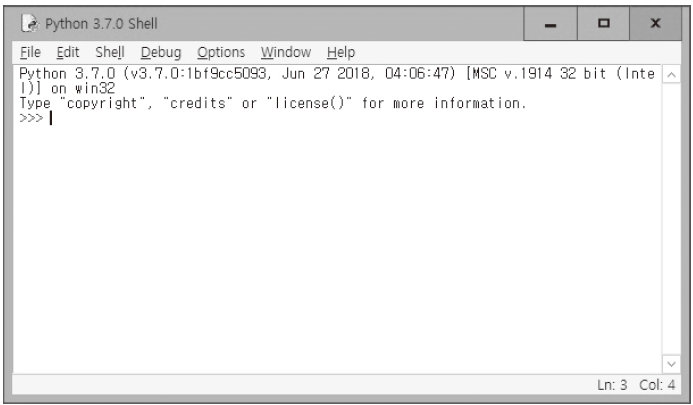 Python 3.7.0 Shell
File Edit Shell Debug Options Window Help
Python 3.7.0 (v3.7.0:1bf9cc5093, Jun 27 2018, 04:06:47) [MSC v.1914 32 bit (Inte
l)] on win32
Type "copyright", "credits" or "license()" for more information.
>>>
Ln: 3 Col: 4